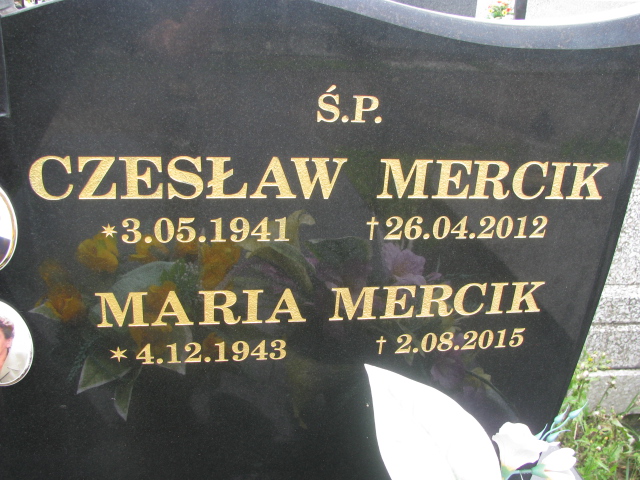 Ś.P.
CZESŁAW MERCIK
✶3.05.1941 †26.04.2012
MARIA MERCIK
✶4.12.1943 †2.08.2015